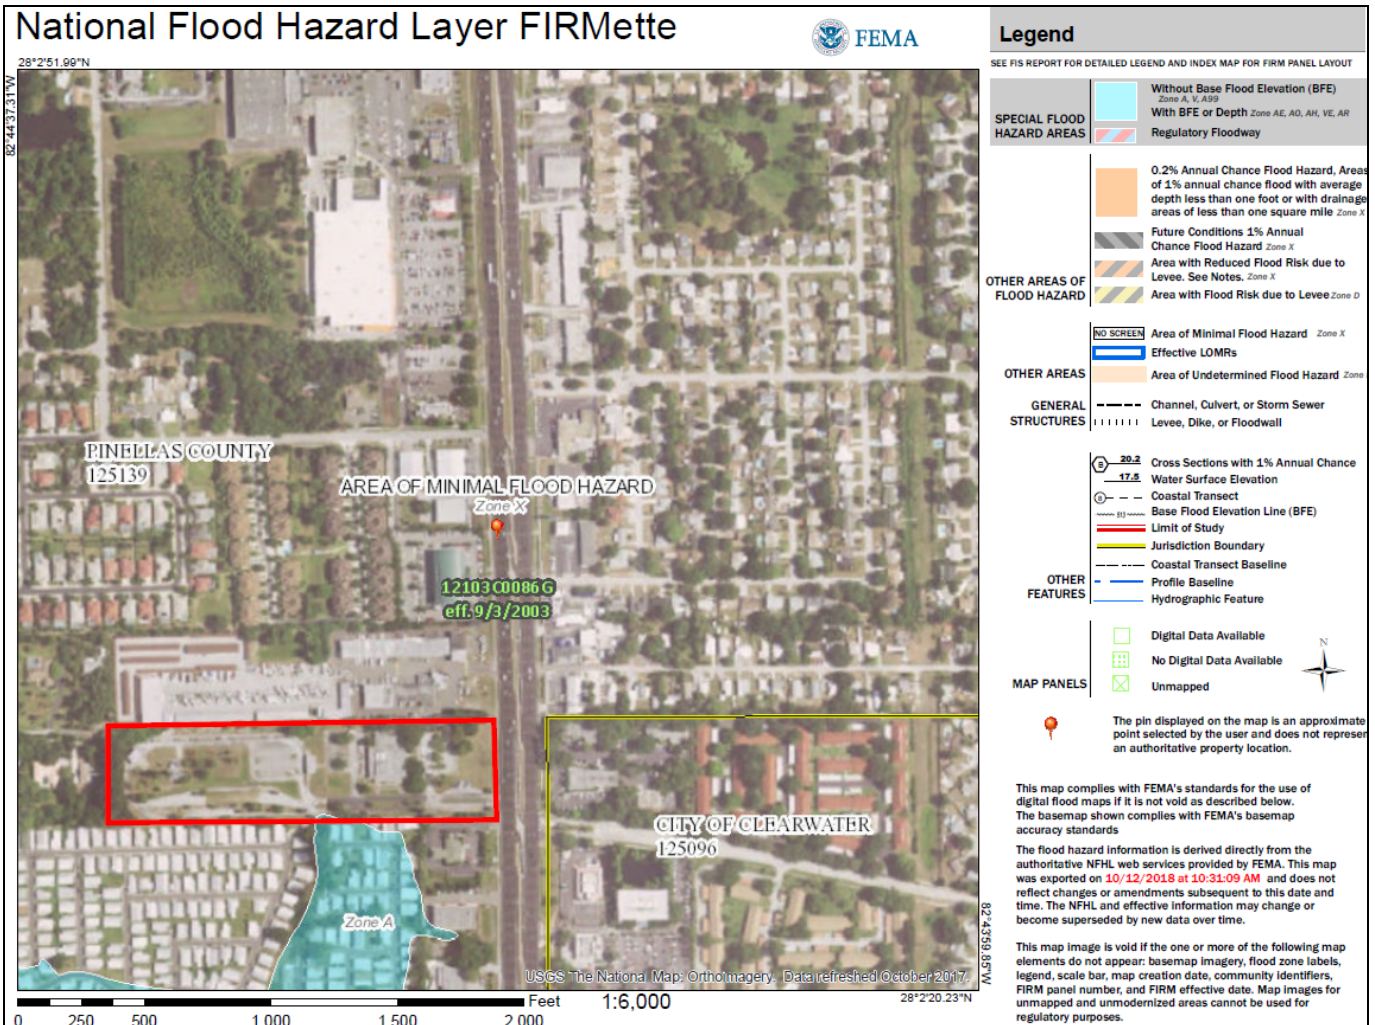 National Flood Hazard Layer FIRMette
FEMA
28°2'51.99"N
82°44'37.31"W
PINELLAS COUNTY
125139
AREA OF MINIMAL FLOOD HAZARD
Zone X
12103C0086G
eff. 9/3/2003
CITY OF CLEARWATER
125096
Zone A
USGS The National Map: Orthoimagery. Data refreshed October 2017.
82°43'59.85"W
28°2'20.23"N
0 250 500 1,000 1,500 2,000
Feet
1:6,000
Legend
SEE FIS REPORT FOR DETAILED LEGEND AND INDEX MAP FOR FIRM PANEL LAYOUT
SPECIAL FLOOD
HAZARD AREAS
Without Base Flood Elevation (BFE)
Zone A, V, A99
With BFE or Depth Zone AE, AO, AH, VE, AR
Regulatory Floodway
OTHER AREAS OF
FLOOD HAZARD
0.2% Annual Chance Flood Hazard, Areas
of 1% annual chance flood with average
depth less than one foot or with drainage
areas of less than one square mile Zone X
Future Conditions 1% Annual
Chance Flood Hazard Zone X
Area with Reduced Flood Risk due to
Levee. See Notes. Zone X
Area with Flood Risk due to Levee Zone D
OTHER AREAS
NO SCREEN Area of Minimal Flood Hazard Zone X
Effective LOMRs
Area of Undetermined Flood Hazard Zone
GENERAL
STRUCTURES
Channel, Culvert, or Storm Sewer
Levee, Dike, or Floodwall
OTHER
FEATURES
B 20.2 Cross Sections with 1% Annual Chance
17.5 Water Surface Elevation
8 Coastal Transect
513 Base Flood Elevation Line (BFE)
Limit of Study
Jurisdiction Boundary
Coastal Transect Baseline
Profile Baseline
Hydrographic Feature
MAP PANELS
Digital Data Available
No Digital Data Available
Unmapped
N
The pin displayed on the map is an approximate
point selected by the user and does not represen
an authoritative property location.
This map complies with FEMA's standards for the use of
digital flood maps if it is not void as described below.
The basemap shown complies with FEMA's basemap
accuracy standards
The flood hazard information is derived directly from the
authoritative NFHL web services provided by FEMA. This map
was exported on 10/12/2018 at 10:31:09 AM and does not
reflect changes or amendments subsequent to this date and
time. The NFHL and effective information may change or
become superseded by new data over time.
This map image is void if the one or more of the following map
elements do not appear: basemap imagery, flood zone labels,
legend, scale bar, map creation date, community identifiers,
FIRM panel number, and FIRM effective date. Map images for
unmapped and unmodernized areas cannot be used for
regulatory purposes.